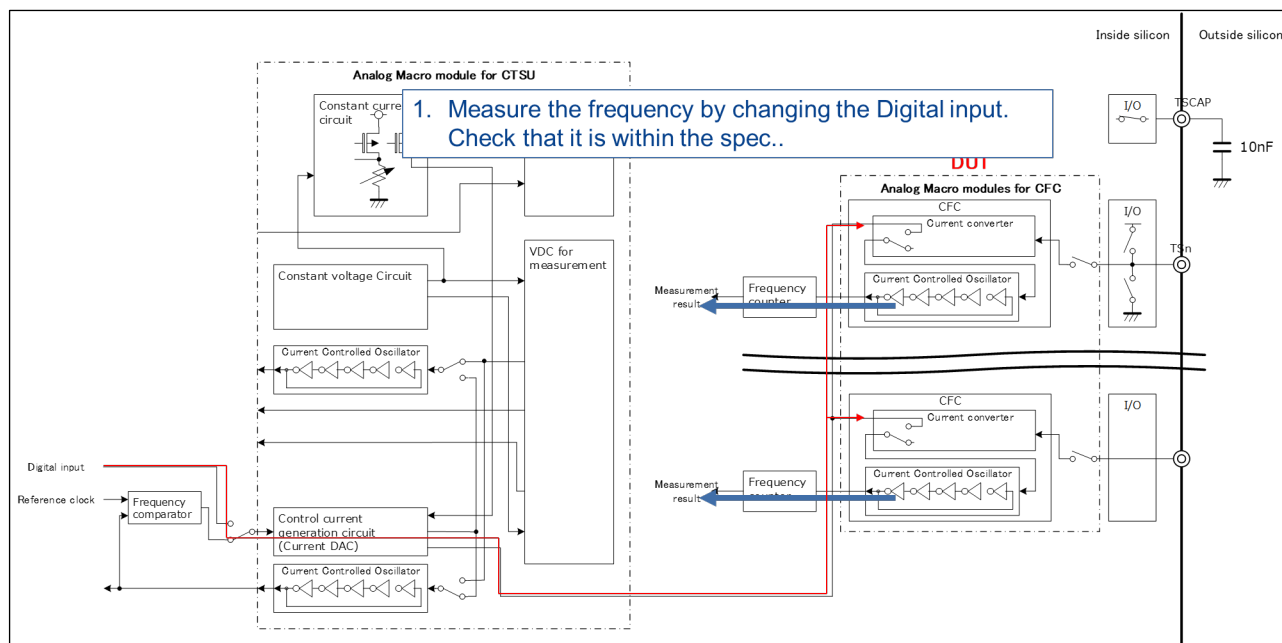 Inside silicon
Outside silicon
Analog Macro module for CTSU
Constant curren
circuit
1. Measure the frequency by changing the Digital input.
Check that it is within the spec..
I/O
TSCAP
10nF
DUT
Analog Macro modules for CFC
CFC
Current converter
I/O
TSn
VDC for
measurement
Constant voltage Circuit
Current Controlled Oscillator
Measurement
result
Frequency
counter
Current Controlled Oscillator
CFC
Current converter
I/O
Digital input
Current Controlled Oscillator
Measurement
result
Frequency
counter
Reference clock
Frequency
comparator
Control current
generation circuit
(Current DAC)
Current Controlled Oscillator